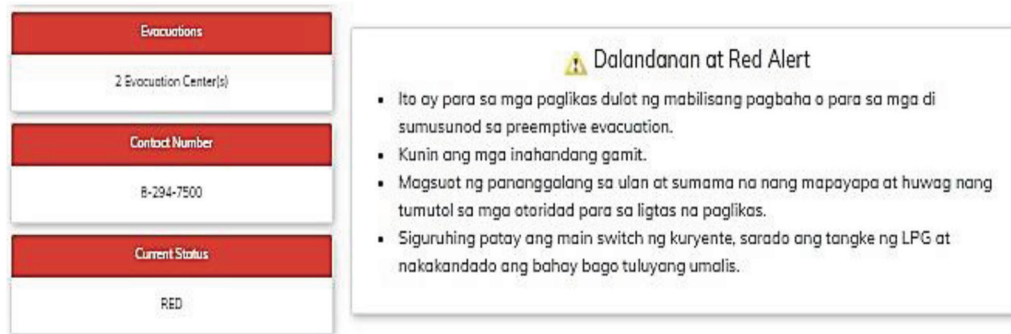 Evacuations
2 Evacuation Center(s)
Contact Number
8-294-7500
Current Status
RED
Dalandanan at Red Alert
• Ito ay para sa mga paglikas dulot ng mabilisang pagbaha o para sa mga di
sumusunod sa preemptive evacuation.
• Kunin ang mga inahandang gamit.
• Magsuot ng pananggalang sa ulan at sumama na nang mapayapa at huwag nang
tumutol sa mga otoridad para sa ligtas na paglikas.
• Siguruhing patay ang main switch ng kuryente, sarado ang tangke ng LPG at
nakakandado ang bahay bago tuluyang umalis.